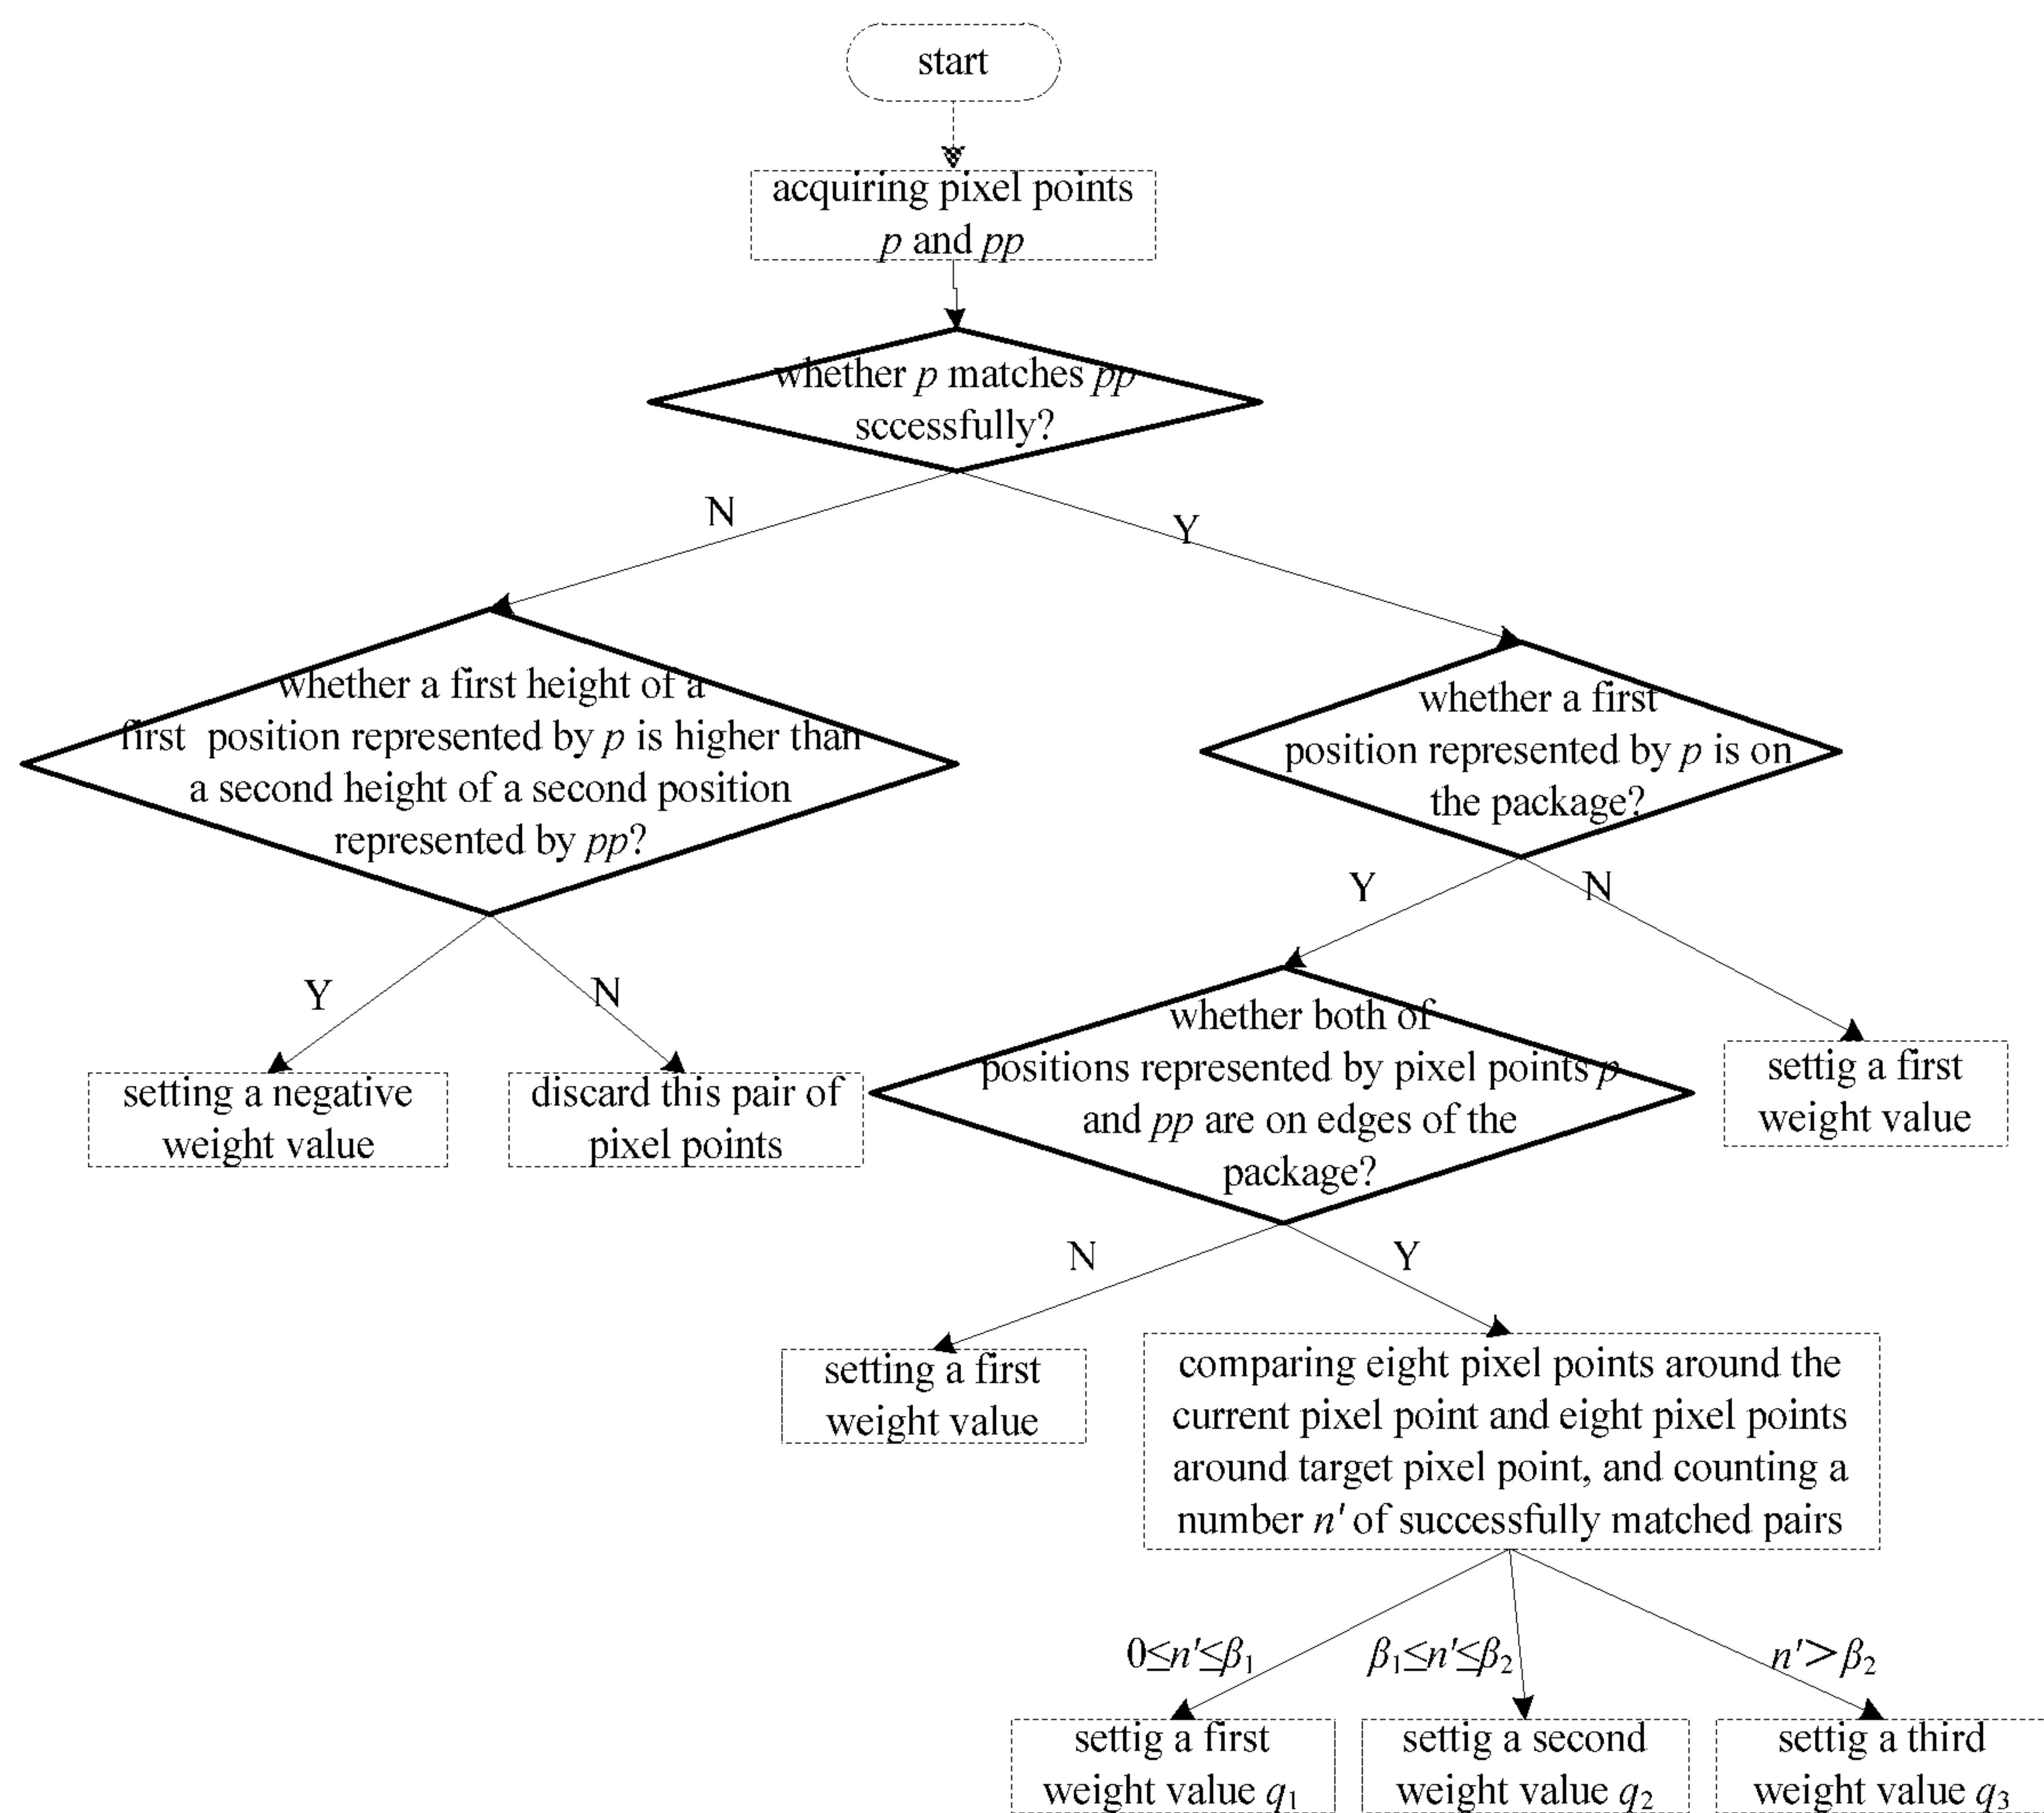 start
acquiring pixel points
p and pp
whether p matches pp
sccessfully?
N
Y
whether a first height of a
first position represented by p is higher than
a second height of a second position
represented by pp?
whether a first
position represented by p is on
the package?
Y
N
Y
N
setting a negative
weight value
discard this pair of
pixel points
whether both of
positions represented by pixel points p
and pp are on edges of the
package?
settig a first
weight value
N
Y
setting a first
weight value
comparing eight pixel points around the
current pixel point and eight pixel points
around target pixel point, and counting a
number n' of successfully matched pairs
0≤n'≤β₁
β₁≤n'≤β₂
n'>β₂
settig a first
weight value q₁
settig a second
weight value q₂
settig a third
weight value q₃